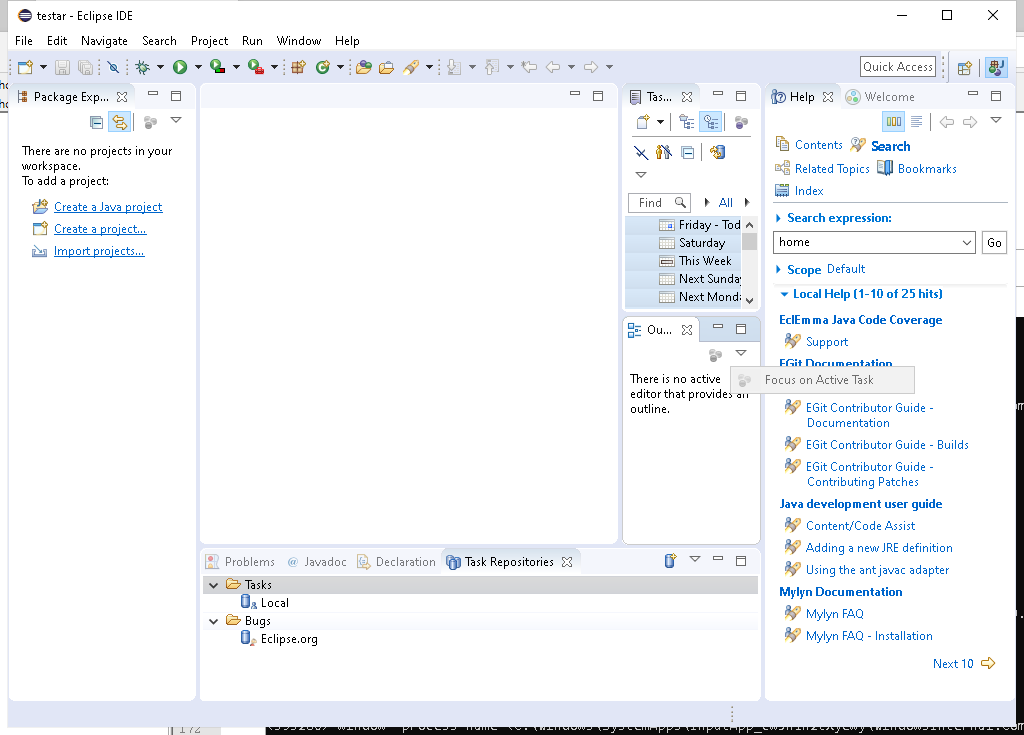 testar - Eclipse IDE
File Edit Navigate Search Project Run Window Help
Quick Access
Package Exp...
There are no projects in your
workspace.
To add a project:
Create a Java project
Create a project...
Import projects...
Tas...
Find
All
Friday - Tod
Saturday
This Week
Next Sunda
Next Monda
Ou...
There is no active
editor that provides an
outline.
Focus on Active Task
Help Welcome
Contents Search
Related Topics Bookmarks
Index
Search expression:
home Go
Scope Default
Local Help (1-10 of 25 hits)
EclEmma Java Code Coverage
Support
EGit Documentation
EGit Contributor Guide -
Documentation
EGit Contributor Guide - Builds
EGit Contributor Guide -
Contributing Patches
Java development user guide
Content/Code Assist
Adding a new JRE definition
Using the ant javac adapter
Mylyn Documentation
Mylyn FAQ
Mylyn FAQ - Installation
Next 10
Problems @ Javadoc Declaration Task Repositories
Tasks
Local
Bugs
Eclipse.org
172